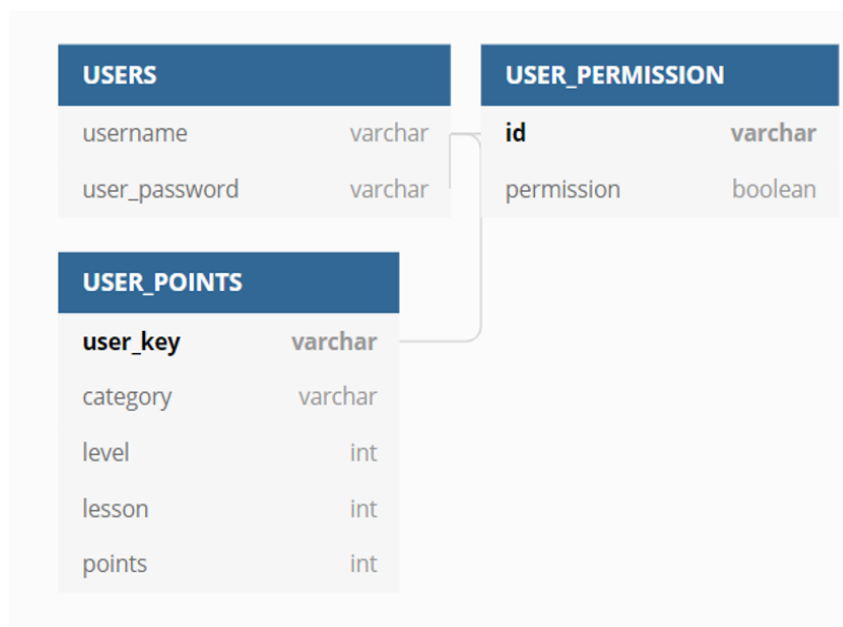 USERS
username varchar
user_password varchar
USER_PERMISSION
id varchar
permission boolean
USER_POINTS
user_key varchar
category varchar
level int
lesson int
points int